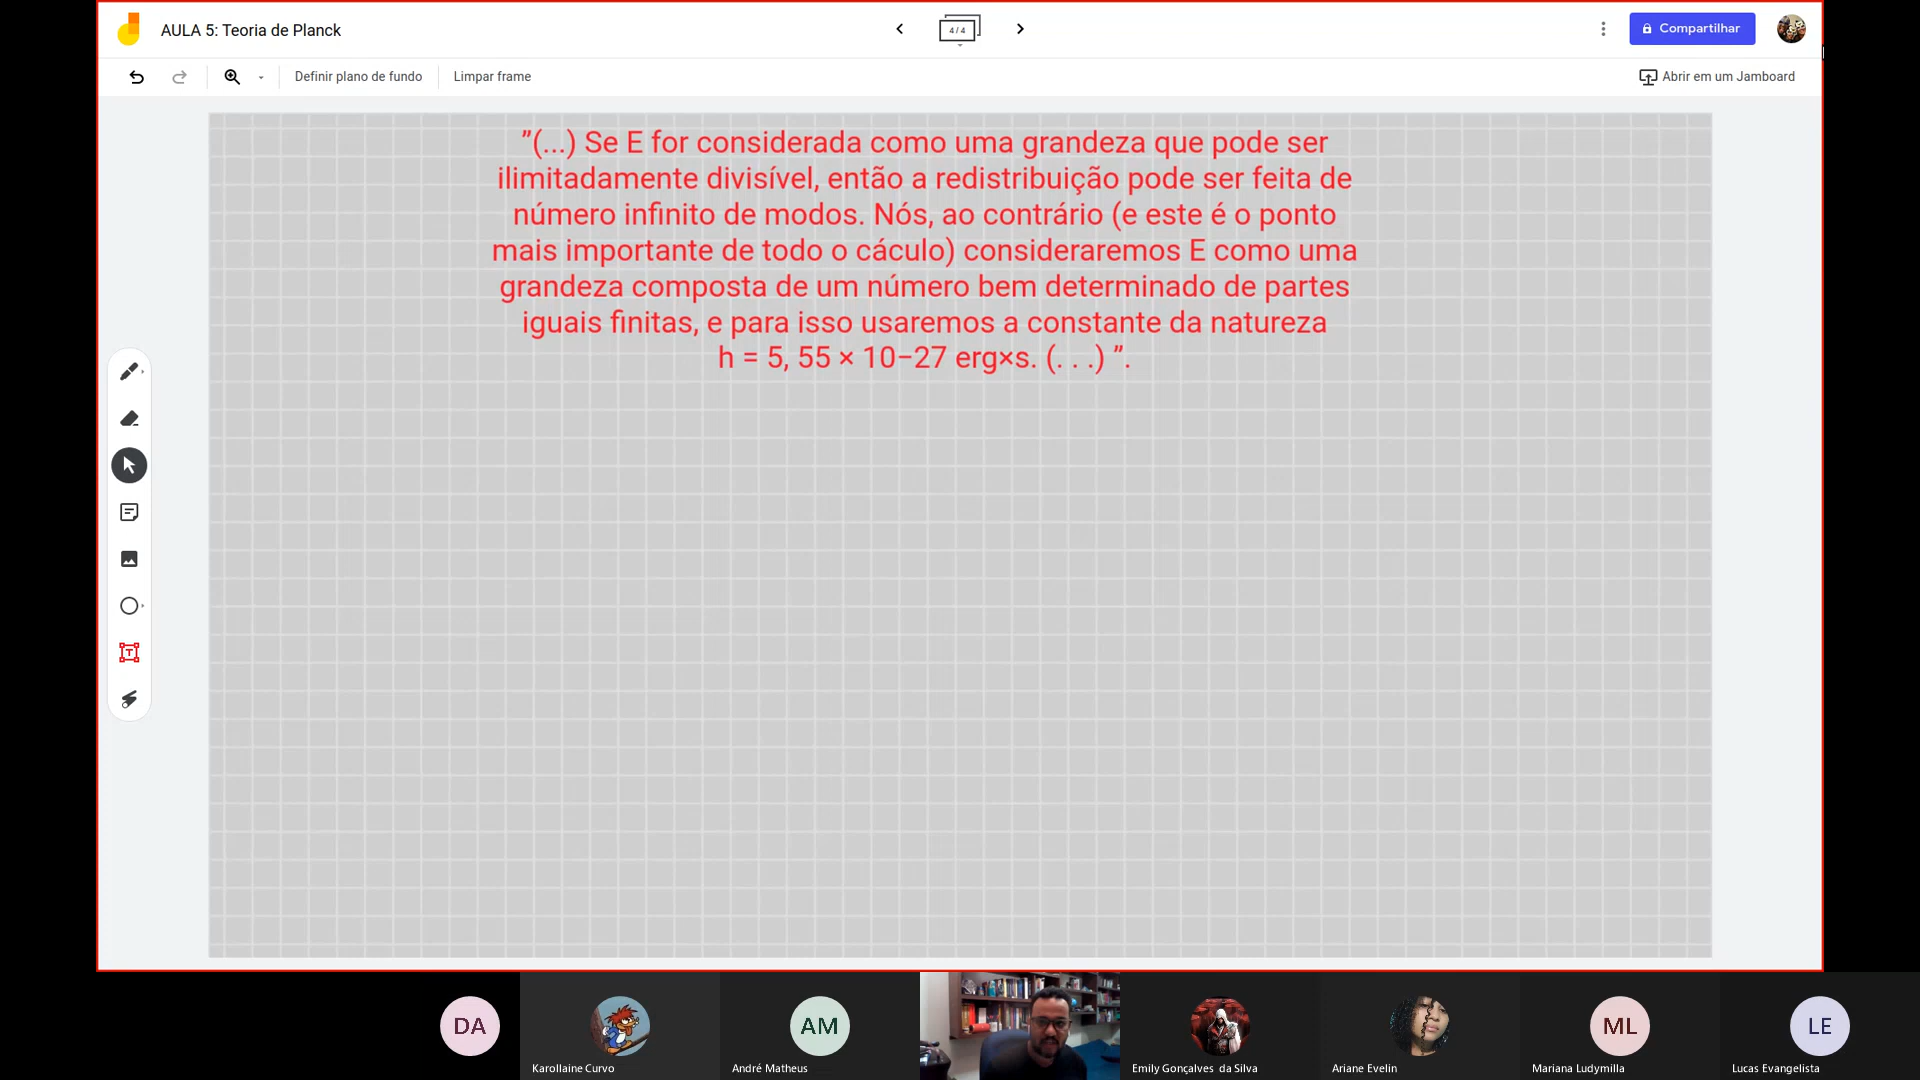 AULA 5: Teoria de Planck
4 / 4
Compartilhar
Definir plano de fundo
Limpar frame
Abrir em um Jamboard
”(...) Se E for considerada como uma grandeza que pode ser
ilimitadamente divisível, então a redistribuição pode ser feita de
número infinito de modos. Nós, ao contrário (e este é o ponto
mais importante de todo o cáculo) consideraremos E como uma
grandeza composta de um número bem determinado de partes
iguais finitas, e para isso usaremos a constante da natureza
h = 5, 55 × 10−27 erg×s. (. . .) ”.
DA
AM
ML
LE
Karollaine Curvo
André Matheus
Emily Gonçalves da Silva
Ariane Evelin
Mariana Ludymilla
Lucas Evangelista